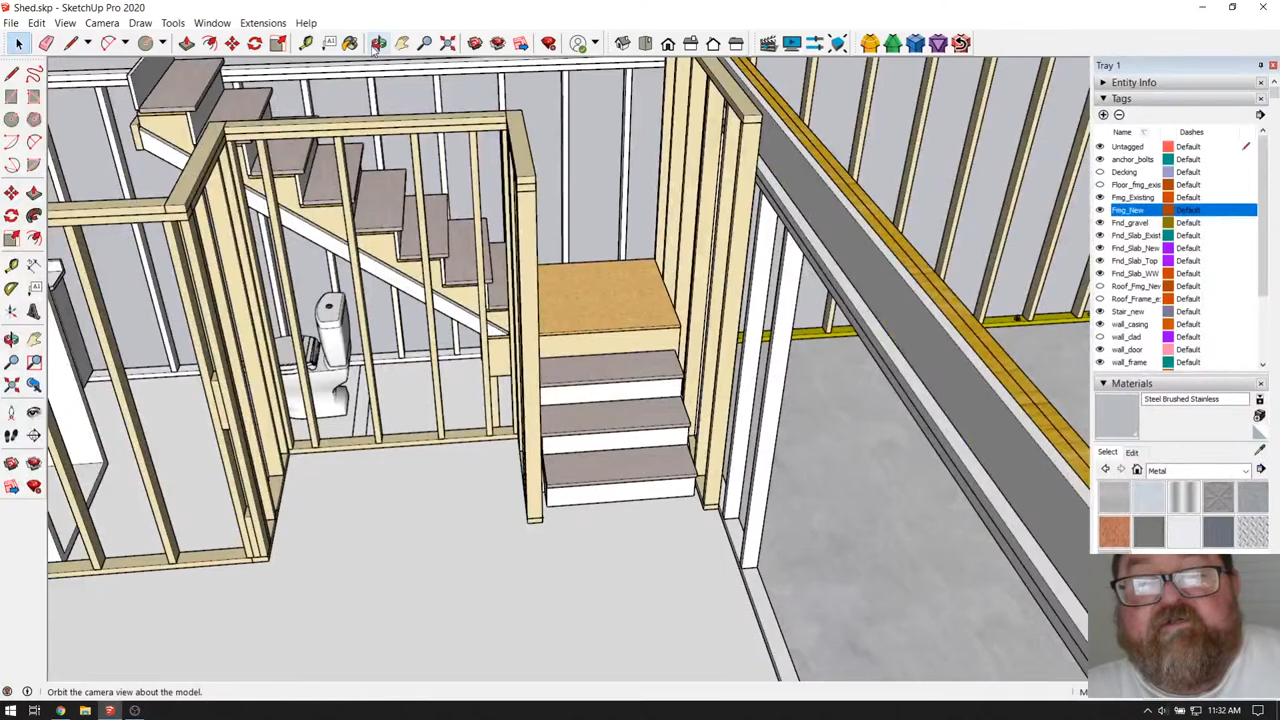 Shed.skp - SketchUp Pro 2020
File Edit View Camera Draw Tools Window Extensions Help
Tray 1
Entity Info
Tags
Name Dashes
Untagged Default
anchor_bolts Default
Decking Default
Floor_fmg_exis Default
Fmg_Existing Default
Fmg_New Default
Fnd_gravel Default
Fnd_Slab_Exist Default
Fnd_Slab_New Default
Fnd_Slab_Top Default
Fnd_Slab_WW Default
Roof_Fmg_New Default
Roof_Frame_e Default
Stair_new Default
wall_casing Default
wall_clad Default
wall_door Default
wall_frame Default
Materials
Steel Brushed Stainless
Select Edit
Metal
Orbit the camera view about the model.
11:32 AM